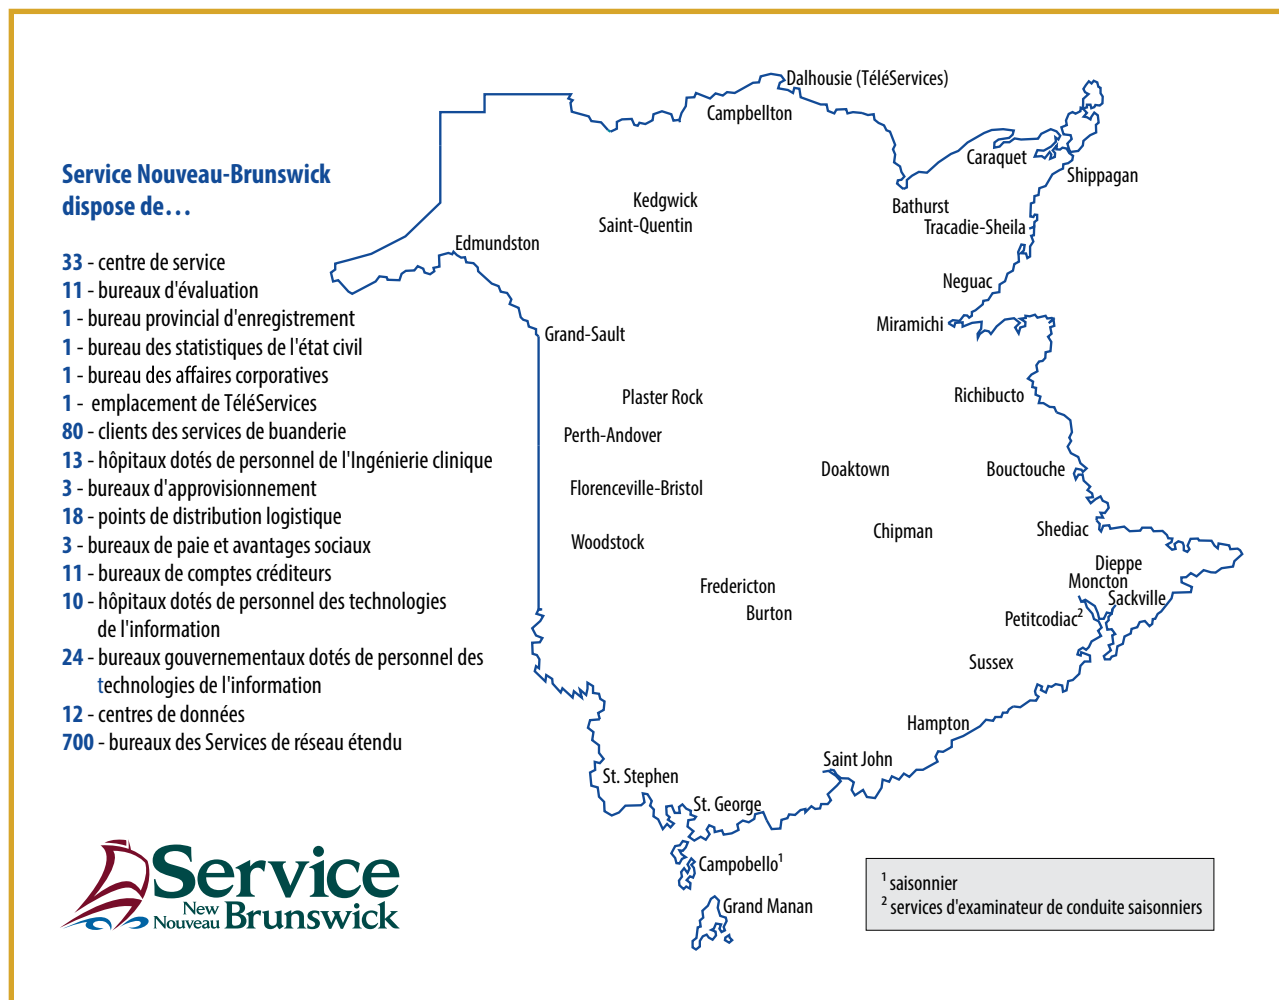 Service Nouveau-Brunswick
dispose de…
33 - centre de service
11 - bureaux d'évaluation
1 - bureau provincial d'enregistrement
1 - bureau des statistiques de l'état civil
1 - bureau des affaires corporatives
1 - emplacement de TéléServices
80 - clients des services de buanderie
13 - hôpitaux dotés de personnel de l'Ingénierie clinique
3 - bureaux d'approvisionnement
18 - points de distribution logistique
3 - bureaux de paie et avantages sociaux
11 - bureaux de comptes créditeurs
10 - hôpitaux dotés de personnel des technologies
de l'information
24 - bureaux gouvernementaux dotés de personnel des
technologies de l'information
12 - centres de données
700 - bureaux des Services de réseau étendu
Dalhousie (TéléServices)
Campbellton
Caraquet
Shippagan
Kedgwick
Bathurst
Saint-Quentin
Tracadie-Sheila
Edmundston
Neguac
Miramichi
Grand-Sault
Plaster Rock
Richibucto
Perth-Andover
Doaktown
Bouctouche
Florenceville-Bristol
Chipman
Shediac
Woodstock
Dieppe
Moncton
Fredericton
Sackville
Burton
Petitcodiac²
Sussex
Hampton
Saint John
St. Stephen
St. George
Campobello¹
Grand Manan
Service
New
Nouveau
Brunswick
¹ saisonnier
² services d'examinateur de conduite saisonniers